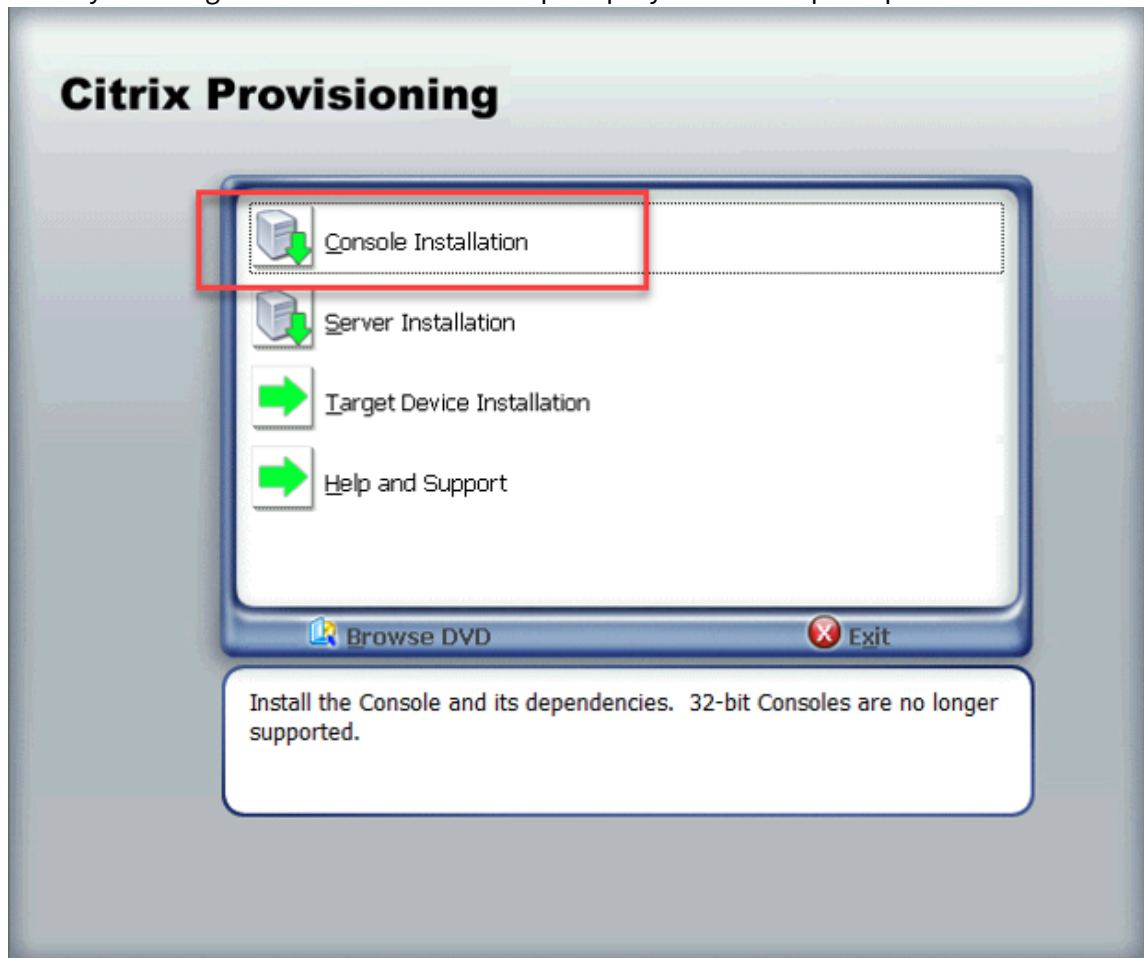 Citrix Provisioning
Console Installation
Server Installation
Target Device Installation
Help and Support
Browse DVD
Exit
Install the Console and its dependencies. 32-bit Consoles are no longer
supported.